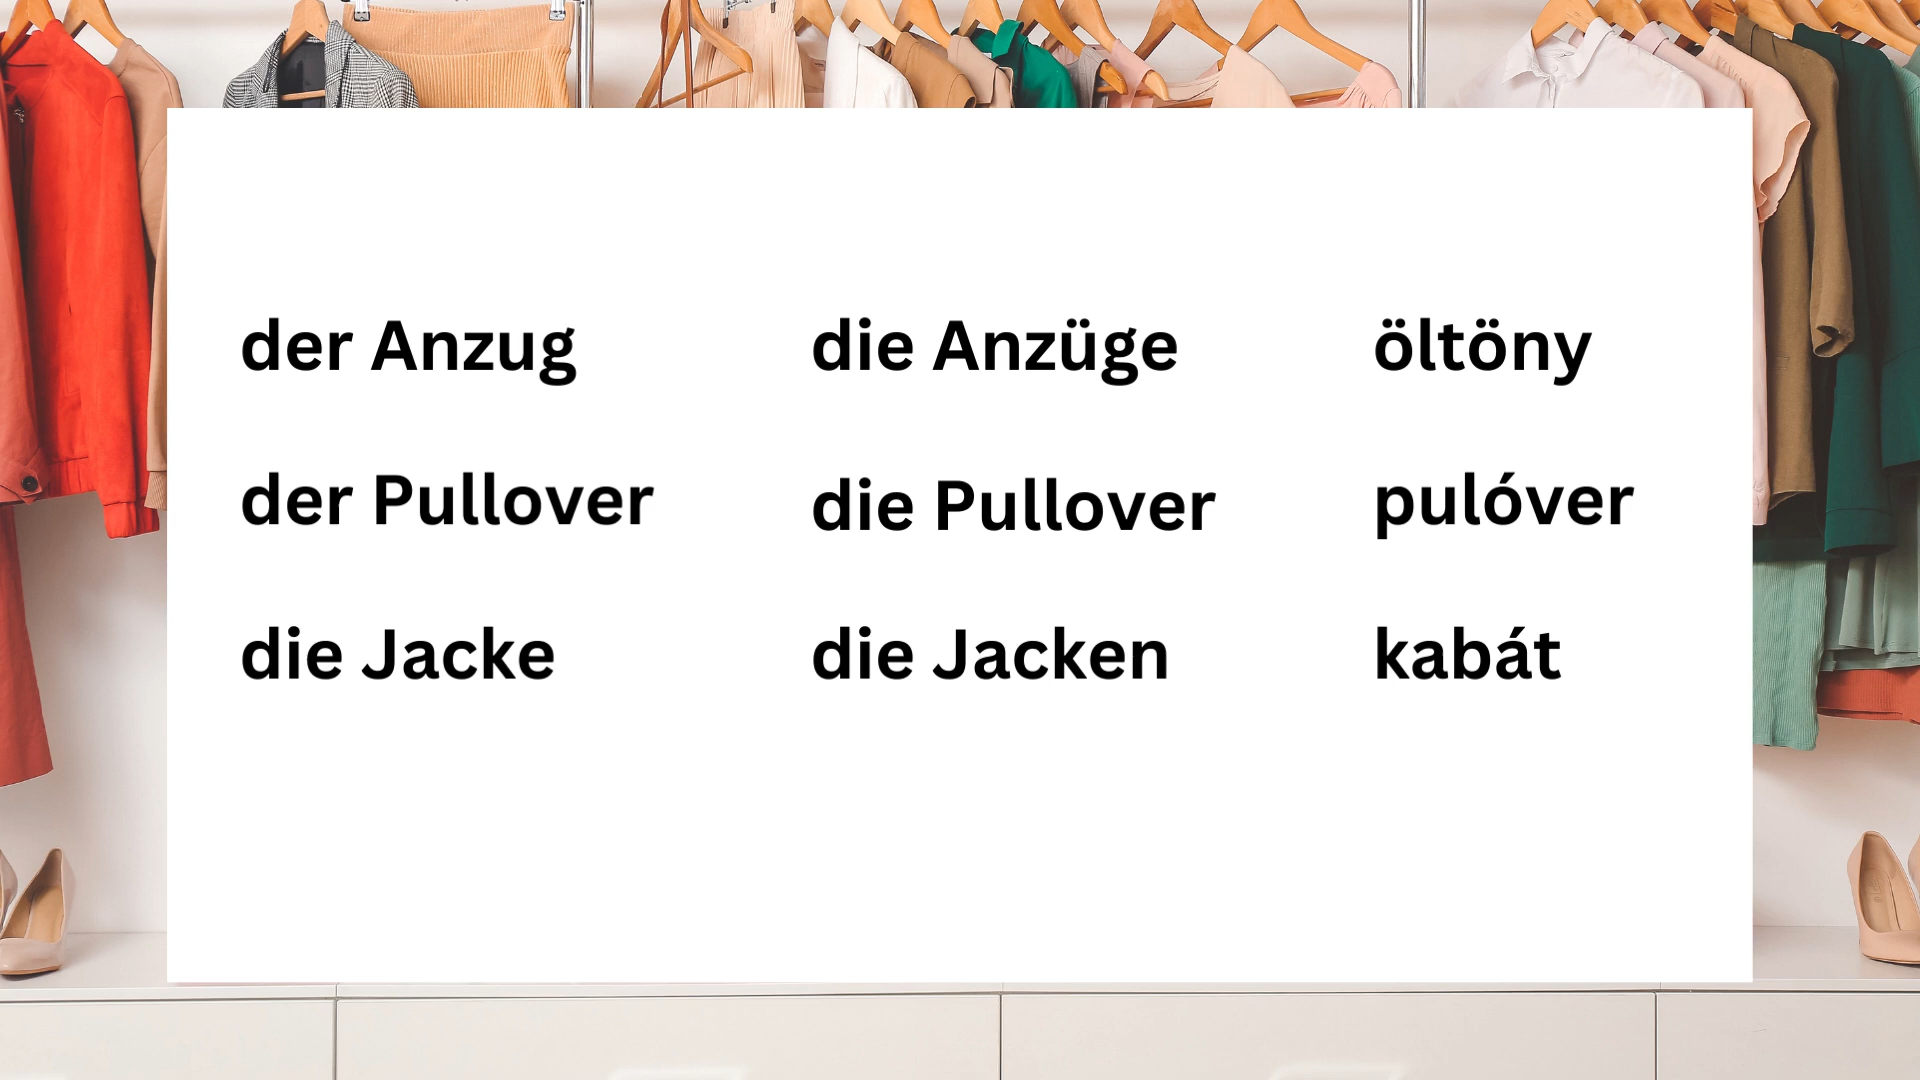 der Anzug die Anzüge öltöny
der Pullover die Pullover pulóver
die Jacke die Jacken kabát